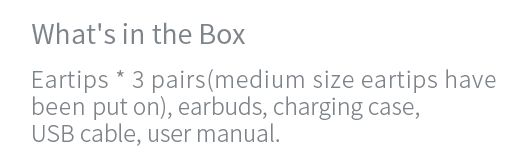 What's in the Box
Eartips * 3 pairs(medium size eartips have
been put on), earbuds, charging case,
USB cable, user manual.